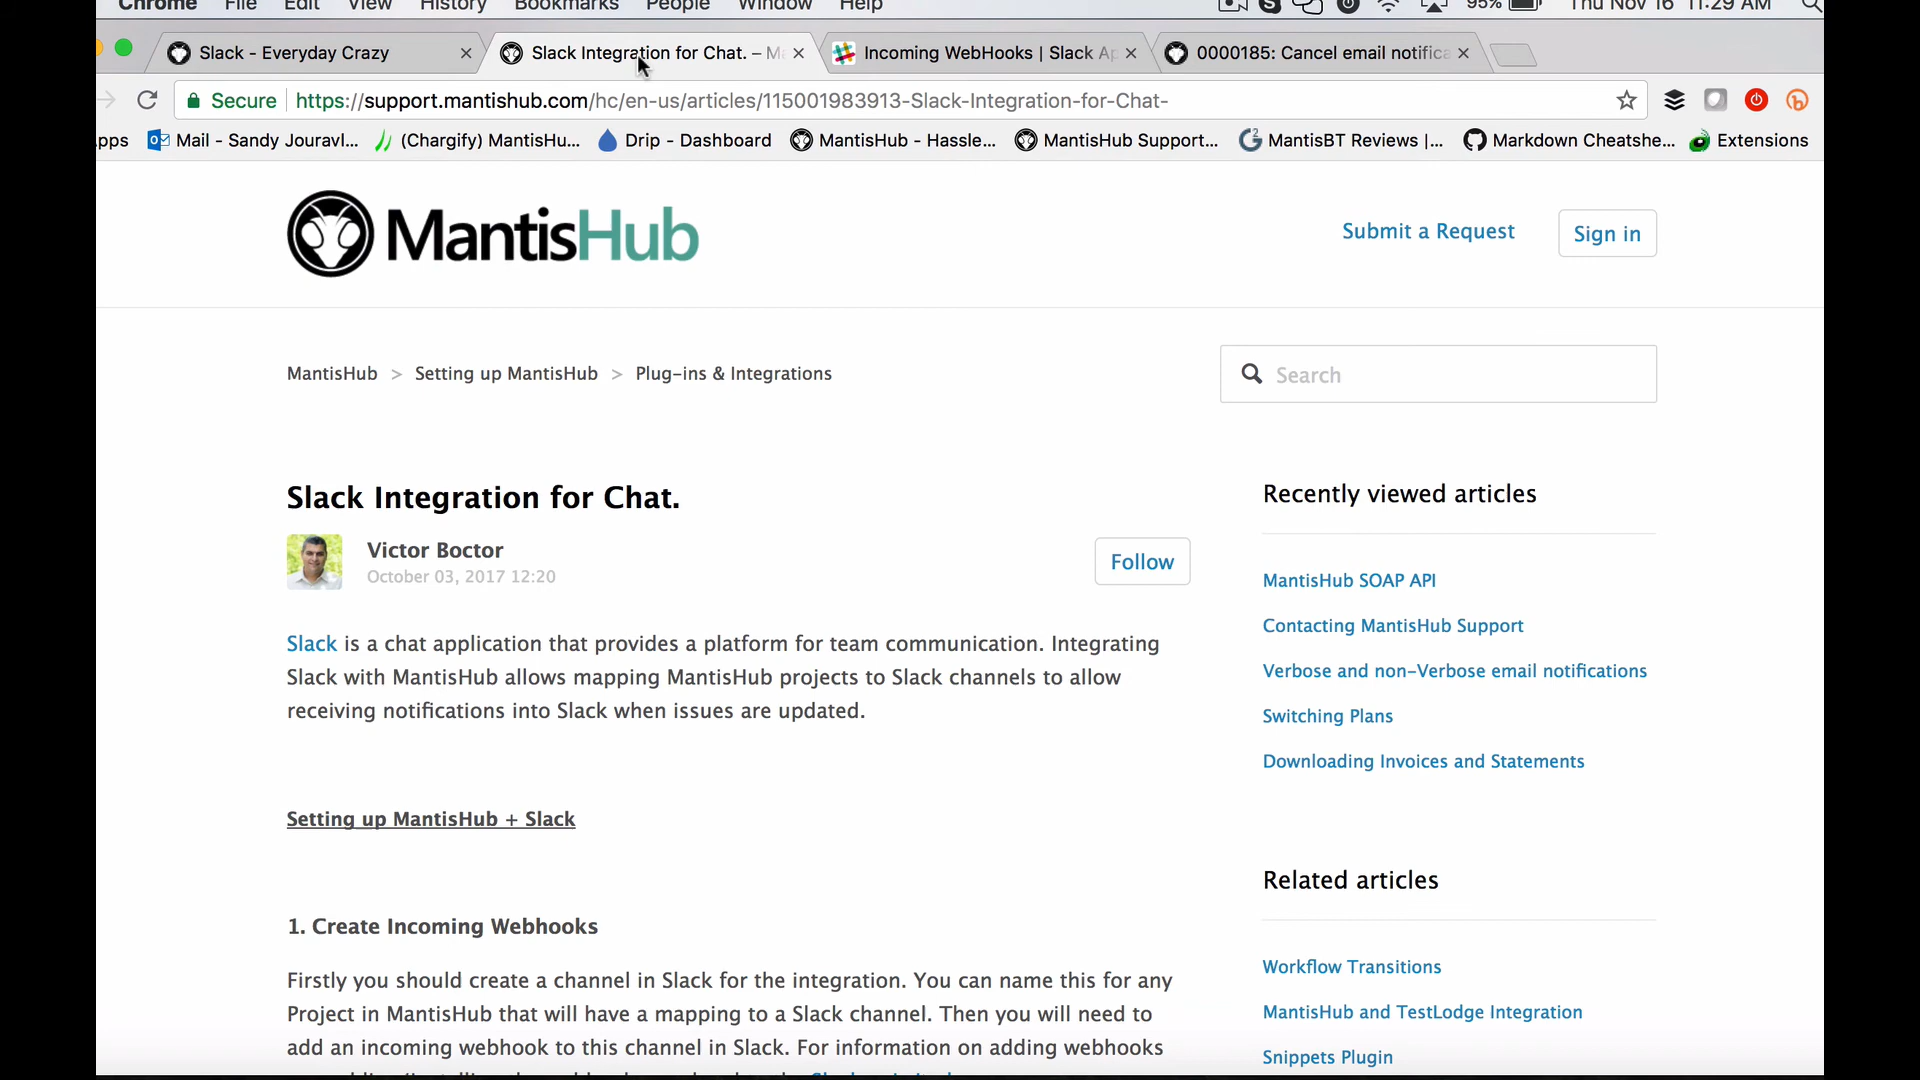 Chrome File Edit View History Bookmarks People Window Help 95% Thu Nov 16 11:29 AM
Slack - Everyday Crazy Slack Integration for Chat. – Ma Incoming WebHooks | Slack Ap 0000185: Cancel email notifica
Secure https://support.mantishub.com/hc/en-us/articles/115001983913-Slack-Integration-for-Chat-
pps Mail - Sandy Jouravl... (Chargify) MantisHu... Drip - Dashboard MantisHub - Hassle... MantisHub Support... MantisBT Reviews |... Markdown Cheatshe... Extensions
MantisHub
Submit a Request Sign in
MantisHub > Setting up MantisHub > Plug-ins & Integrations
Search
Slack Integration for Chat.
Victor Boctor
October 03, 2017 12:20
Follow
Slack is a chat application that provides a platform for team communication. Integrating
Slack with MantisHub allows mapping MantisHub projects to Slack channels to allow
receiving notifications into Slack when issues are updated.
Setting up MantisHub + Slack
1. Create Incoming Webhooks
Firstly you should create a channel in Slack for the integration. You can name this for any
Project in MantisHub that will have a mapping to a Slack channel. Then you will need to
add an incoming webhook to this channel in Slack. For information on adding webhooks
Recently viewed articles
MantisHub SOAP API
Contacting MantisHub Support
Verbose and non-Verbose email notifications
Switching Plans
Downloading Invoices and Statements
Related articles
Workflow Transitions
MantisHub and TestLodge Integration
Snippets Plugin